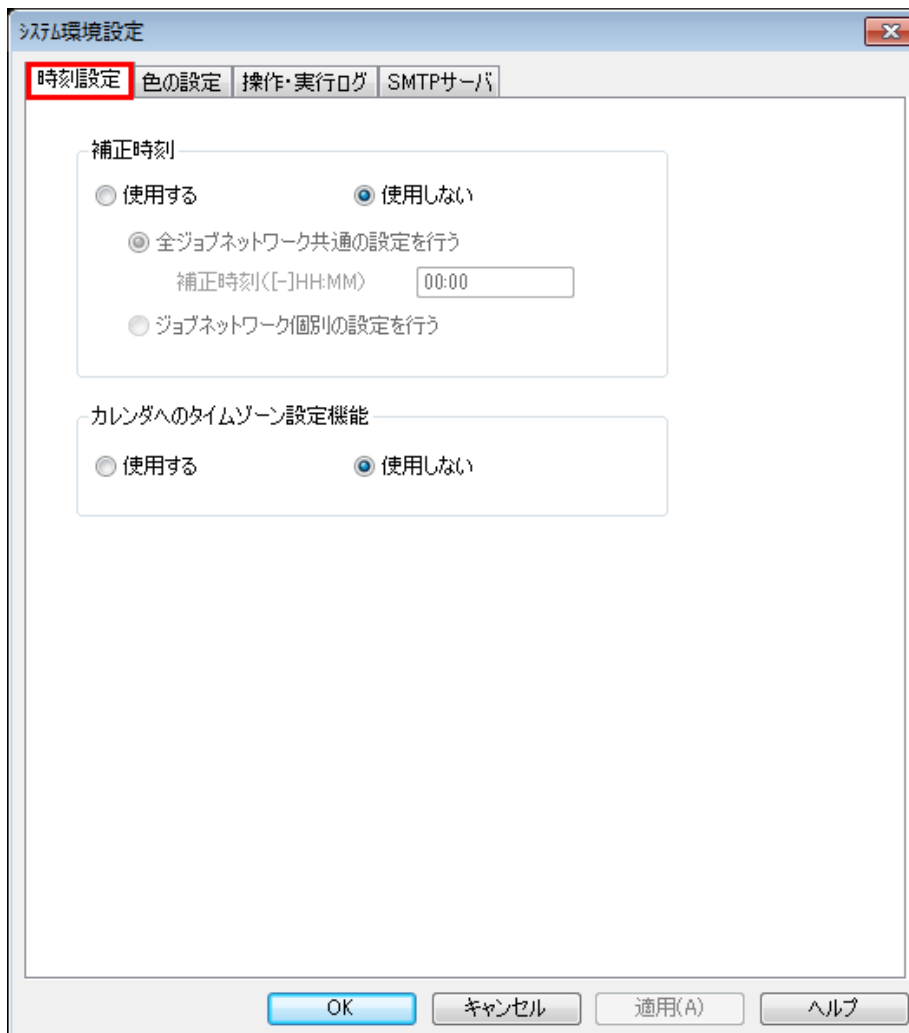 ｼｽﾃﾑ環境設定
時刻設定 色の設定 操作・実行ログ SMTPサーバ
補正時刻
使用する 使用しない
全ジョブネットワーク共通の設定を行う
補正時刻([-]HH:MM) 00:00
ジョブネットワーク個別の設定を行う
カレンダへのタイムゾーン設定機能
使用する 使用しない
OK キャンセル 適用(A) ヘルプ